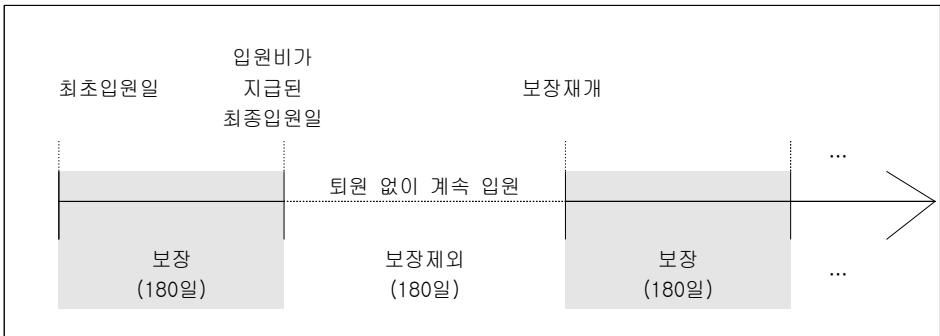 입원비가
최초입원일
지급된
보장재개
최종입원일
...
퇴원 없이 계속 입원
보장
보장제외
보장
...
(180일)
(180일)
(180일)